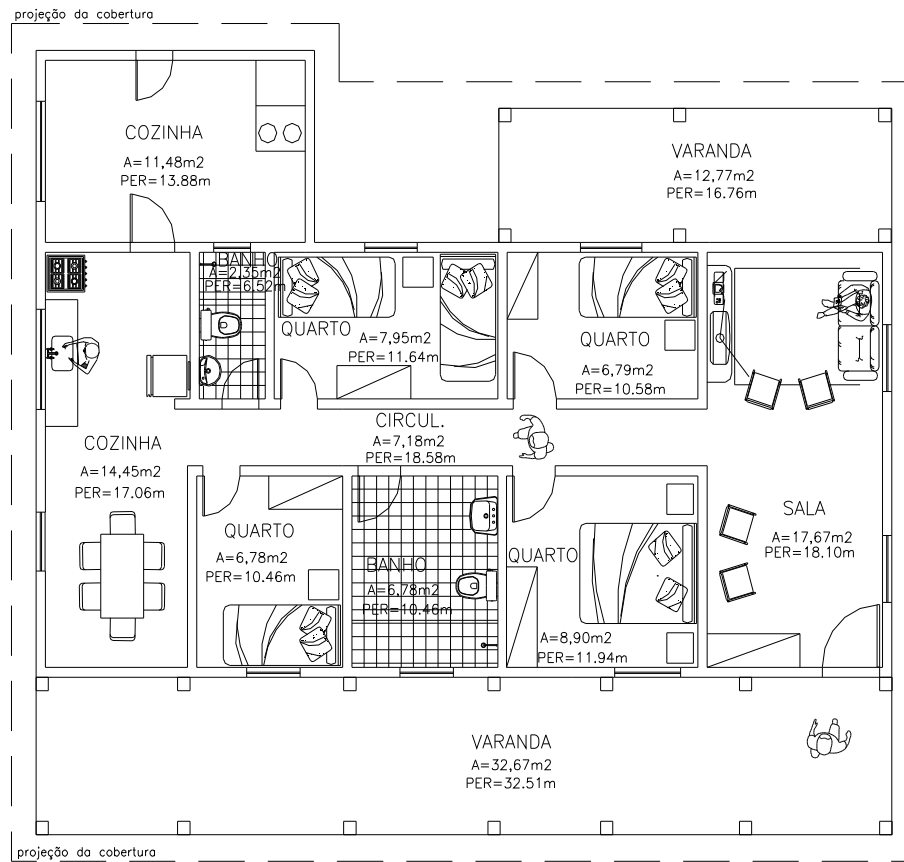 projeção da cobertura
COZINHA
A=11,48m2
PER=13.88m
VARANDA
A=12,77m2
PER=16.76m
BANHO
A=2,35m2
PER=6.52m
QUARTO
A=7,95m2
PER=11.64m
QUARTO
A=6,79m2
PER=10.58m
CIRCUL.
A=7,18m2
PER=18.58m
COZINHA
A=14,45m2
PER=17.06m
QUARTO
A=6,78m2
PER=10.46m
BANHO
A=6,78m2
PER=10.46m
QUARTO
A=8,90m2
PER=11.94m
SALA
A=17,67m2
PER=18.10m
VARANDA
A=32,67m2
PER=32.51m
projeção da cobertura